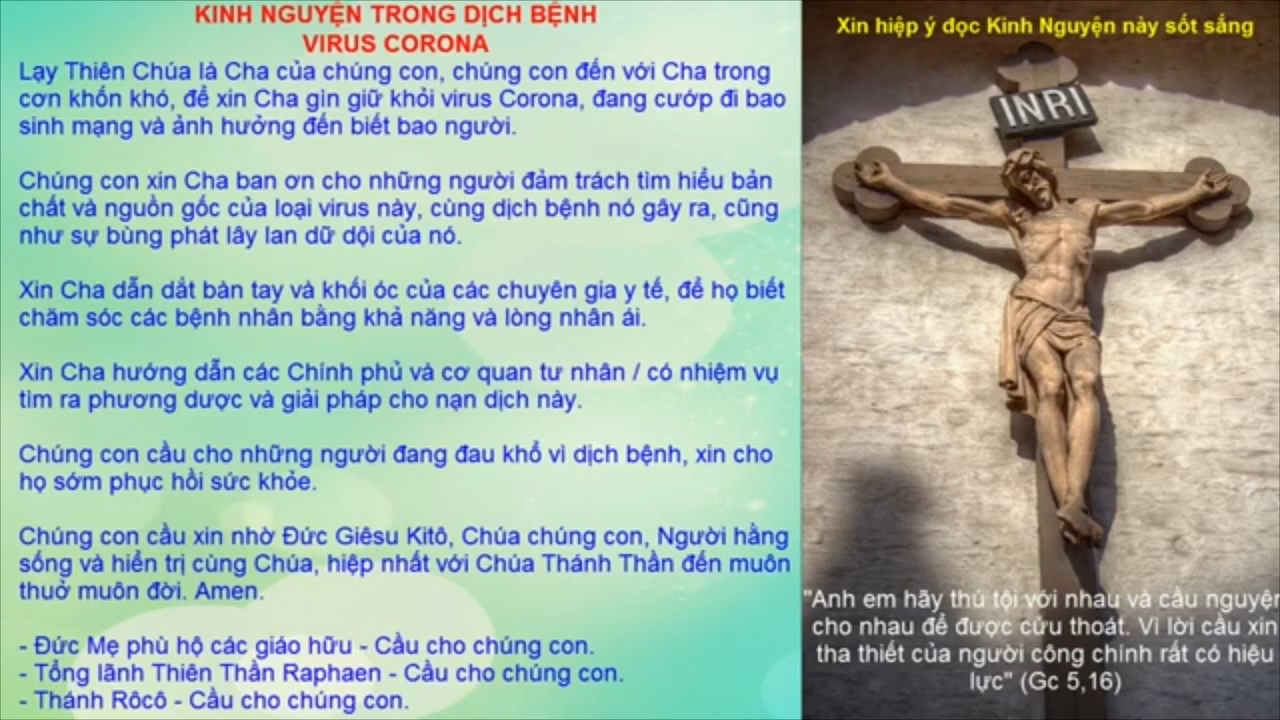 KINH NGUYỆN TRONG DỊCH BỆNH
VIRUS CORONA
Lạy Thiên Chúa là Cha của chúng con, chúng con đến với Cha trong
cơn khốn khó, để xin Cha gìn giữ khỏi virus Corona, đang cướp đi bao
sinh mạng và ảnh hưởng đến biết bao người.
Chúng con xin Cha ban ơn cho những người đảm trách tìm hiểu bản
chất và nguồn gốc của loại virus này, cùng dịch bệnh nó gây ra, cũng
như sự bùng phát lây lan dữ dội của nó.
Xin Cha dẫn dắt bàn tay và khối óc của các chuyên gia y tế, để họ biết
chăm sóc các bệnh nhân bằng khả năng và lòng nhân ái.
Xin Cha hướng dẫn các Chính phủ và cơ quan tư nhân / có nhiệm vụ
tìm ra phương dược và giải pháp cho nạn dịch này.
Chúng con cầu cho những người đang đau khổ vì dịch bệnh, xin cho
họ sớm phục hồi sức khỏe.
Chúng con cầu xin nhờ Đức Giêsu Kitô, Chúa chúng con, Người hằng
sống và hiển trị cùng Chúa, hiệp nhất với Chúa Thánh Thần đến muôn
thuở muôn đời. Amen.
- Đức Mẹ phù hộ các giáo hữu - Cầu cho chúng con.
- Tổng lãnh Thiên Thần Raphaen - Cầu cho chúng con.
- Thánh Rôcô - Cầu cho chúng con.
Xin hiệp ý đọc Kinh Nguyện này sốt sắng
INRI
"Anh em hãy thú tội với nhau và cầu nguyện
cho nhau để được cứu thoát. Vì lời cầu xin
tha thiết của người công chính rất có hiệu
lực" (Gc 5,16)